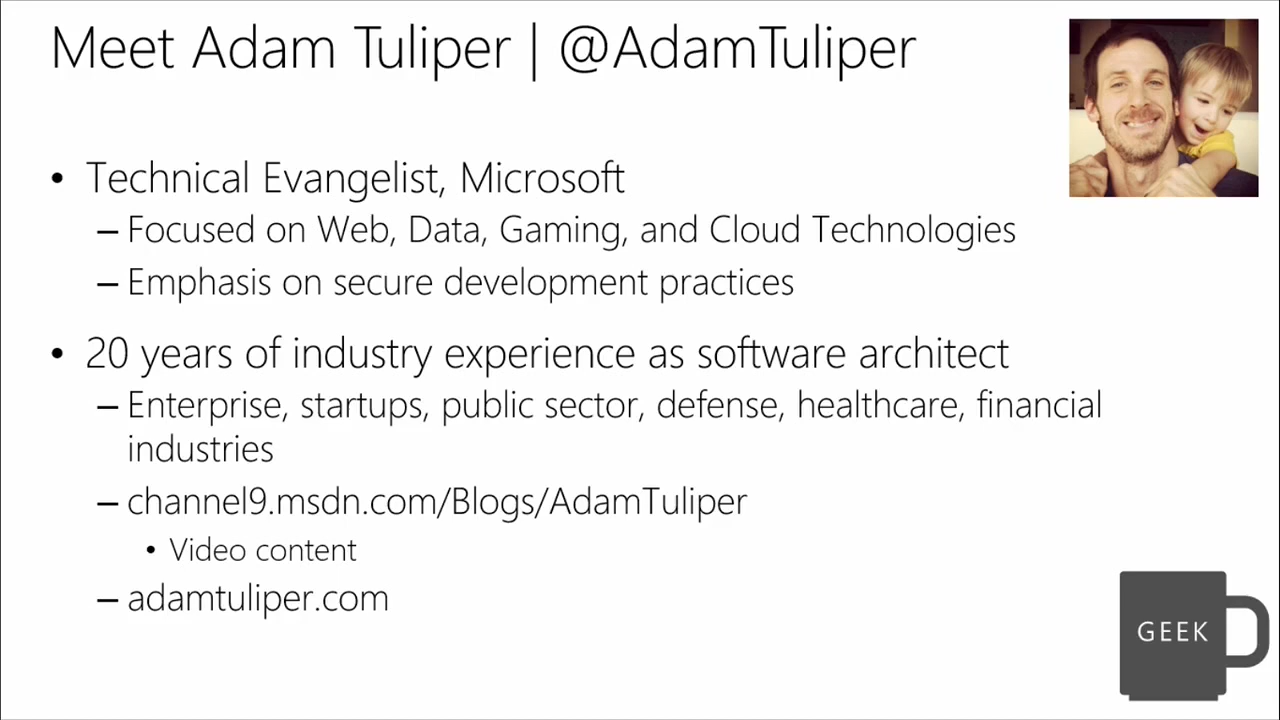 Meet Adam Tuliper | @AdamTuliper
• Technical Evangelist, Microsoft
– Focused on Web, Data, Gaming, and Cloud Technologies
– Emphasis on secure development practices
• 20 years of industry experience as software architect
– Enterprise, startups, public sector, defense, healthcare, financial
industries
– channel9.msdn.com/Blogs/AdamTuliper
• Video content
– adamtuliper.com
GEEK